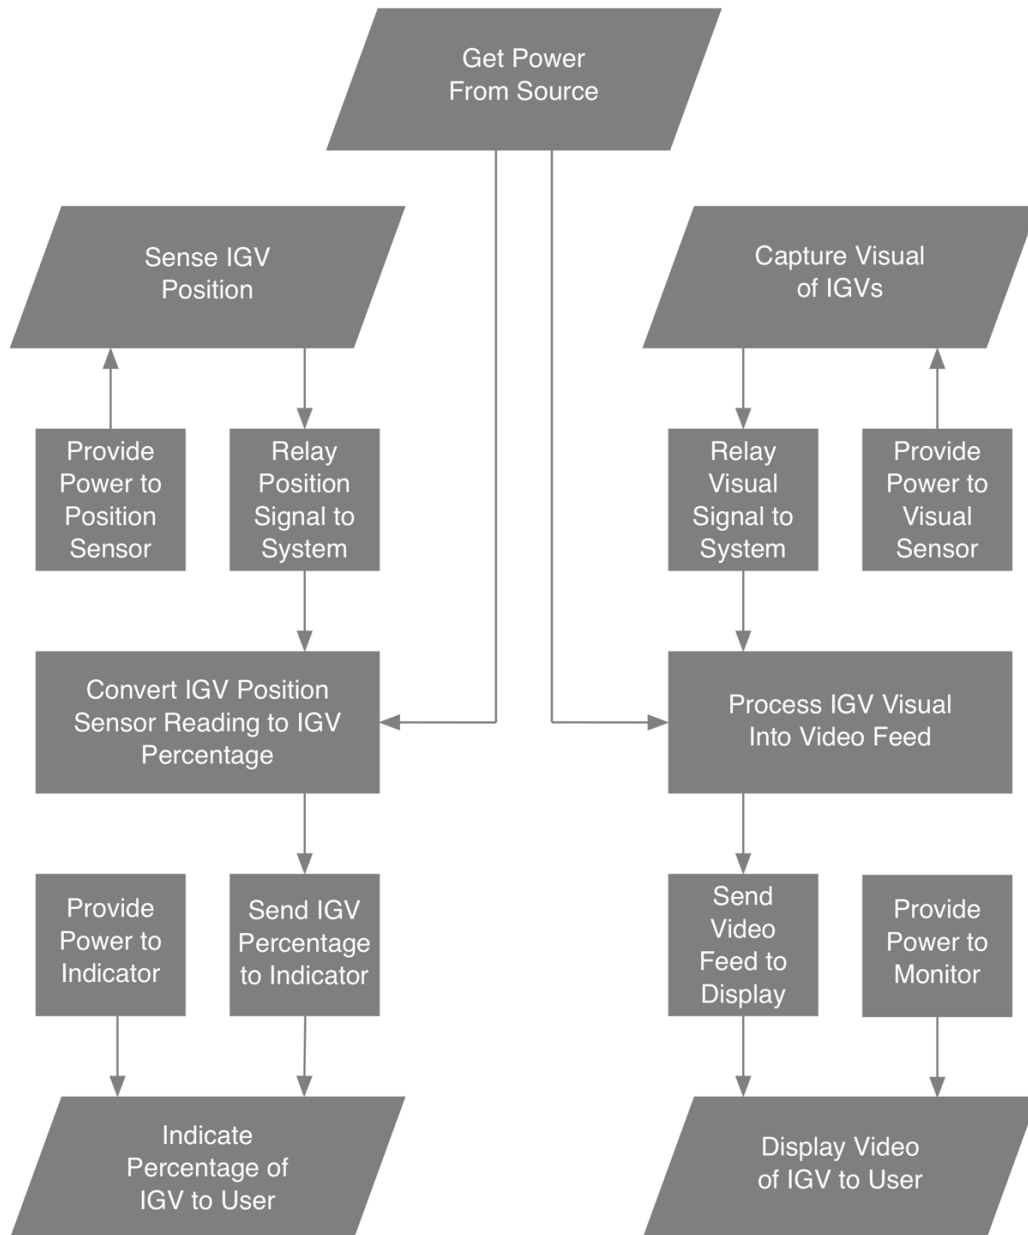 Get Power
From Source
Sense IGV
Position
Capture Visual
of IGVs
Provide
Power to
Position
Sensor
Relay
Position
Signal to
System
Relay
Visual
Signal to
System
Provide
Power to
Visual
Sensor
Convert IGV Position
Sensor Reading to IGV
Percentage
Process IGV Visual
Into Video Feed
Provide
Power to
Indicator
Send IGV
Percentage
to Indicator
Send
Video
Feed to
Display
Provide
Power to
Monitor
Indicate
Percentage of
IGV to User
Display Video
of IGV to User